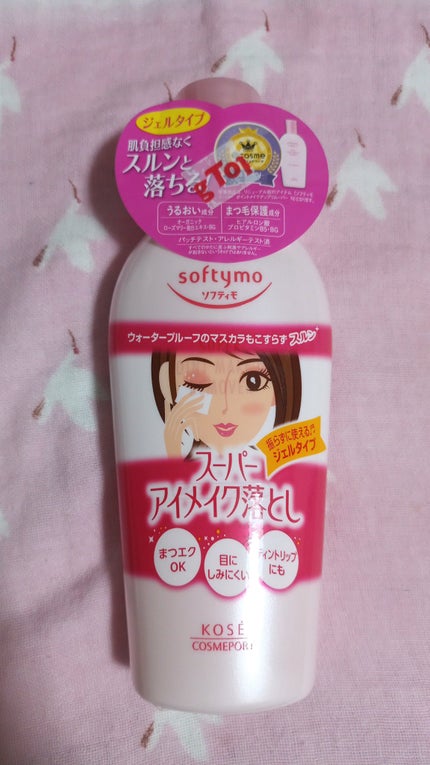 ジェルタイプ
肌負担感なく
スルンと
落ちる
cosme
うるおい成分
まつ毛保護成分
オーガニック
ローズマリー葉エキス・BG
ヒアルロン酸
プロビタミンB5・BG
パッチテスト・アレルギーテスト済
softymo
ソフティモ
ウォータープルーフのマスカラもこすらずスルン
振らずに使える♬
ジェルタイプ
スーパー
アイメイク落とし
まつエク
OK
目に
しみにくい
ティントリップ
にも
KOSÉ
COSMEPORT